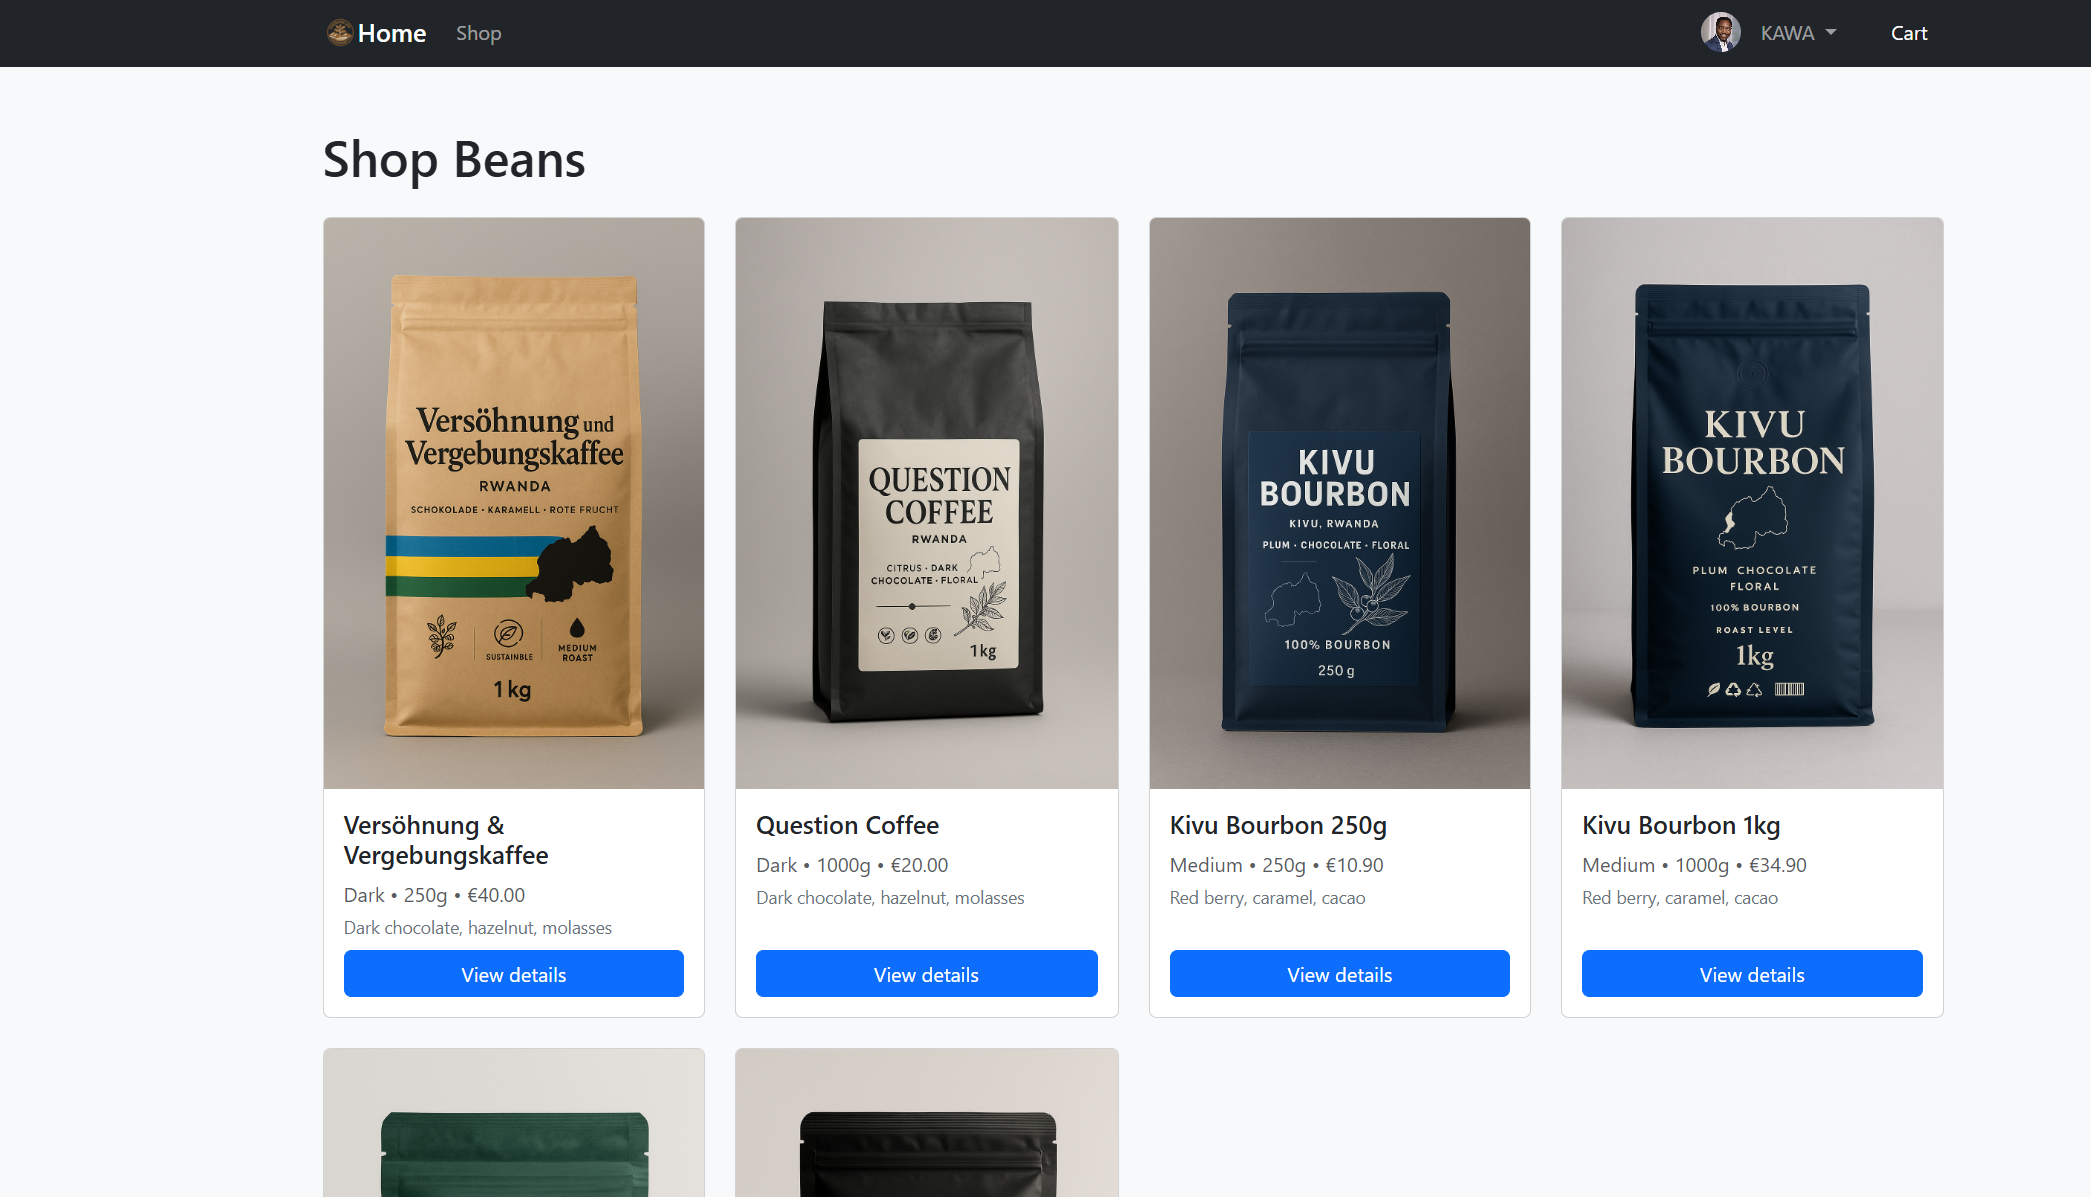 Home
Shop
KAWA
Cart
Shop Beans
Versöhnung und
Vergebungskaffee
RWANDA
SCHOKOLADE · KARAMELL · ROTE FRUCHT
SUSTAINBLE
MEDIUM
ROAST
1 kg
Versöhnung &
Vergebungskaffee
Dark • 250g • €40.00
Dark chocolate, hazelnut, molasses
View details
QUESTION
COFFEE
RWANDA
CITRUS · DARK
CHOCOLATE · FLORAL
1 kg
Question Coffee
Dark • 1000g • €20.00
Dark chocolate, hazelnut, molasses
View details
KIVU
BOURBON
KIVU, RWANDA
PLUM · CHOCOLATE · FLORAL
100% BOURBON
250 g
Kivu Bourbon 250g
Medium • 250g • €10.90
Red berry, caramel, cacao
View details
KIVU
BOURBON
PLUM CHOCOLATE
FLORAL
100% BOURBON
ROAST LEVEL
1kg
Kivu Bourbon 1kg
Medium • 1000g • €34.90
Red berry, caramel, cacao
View details